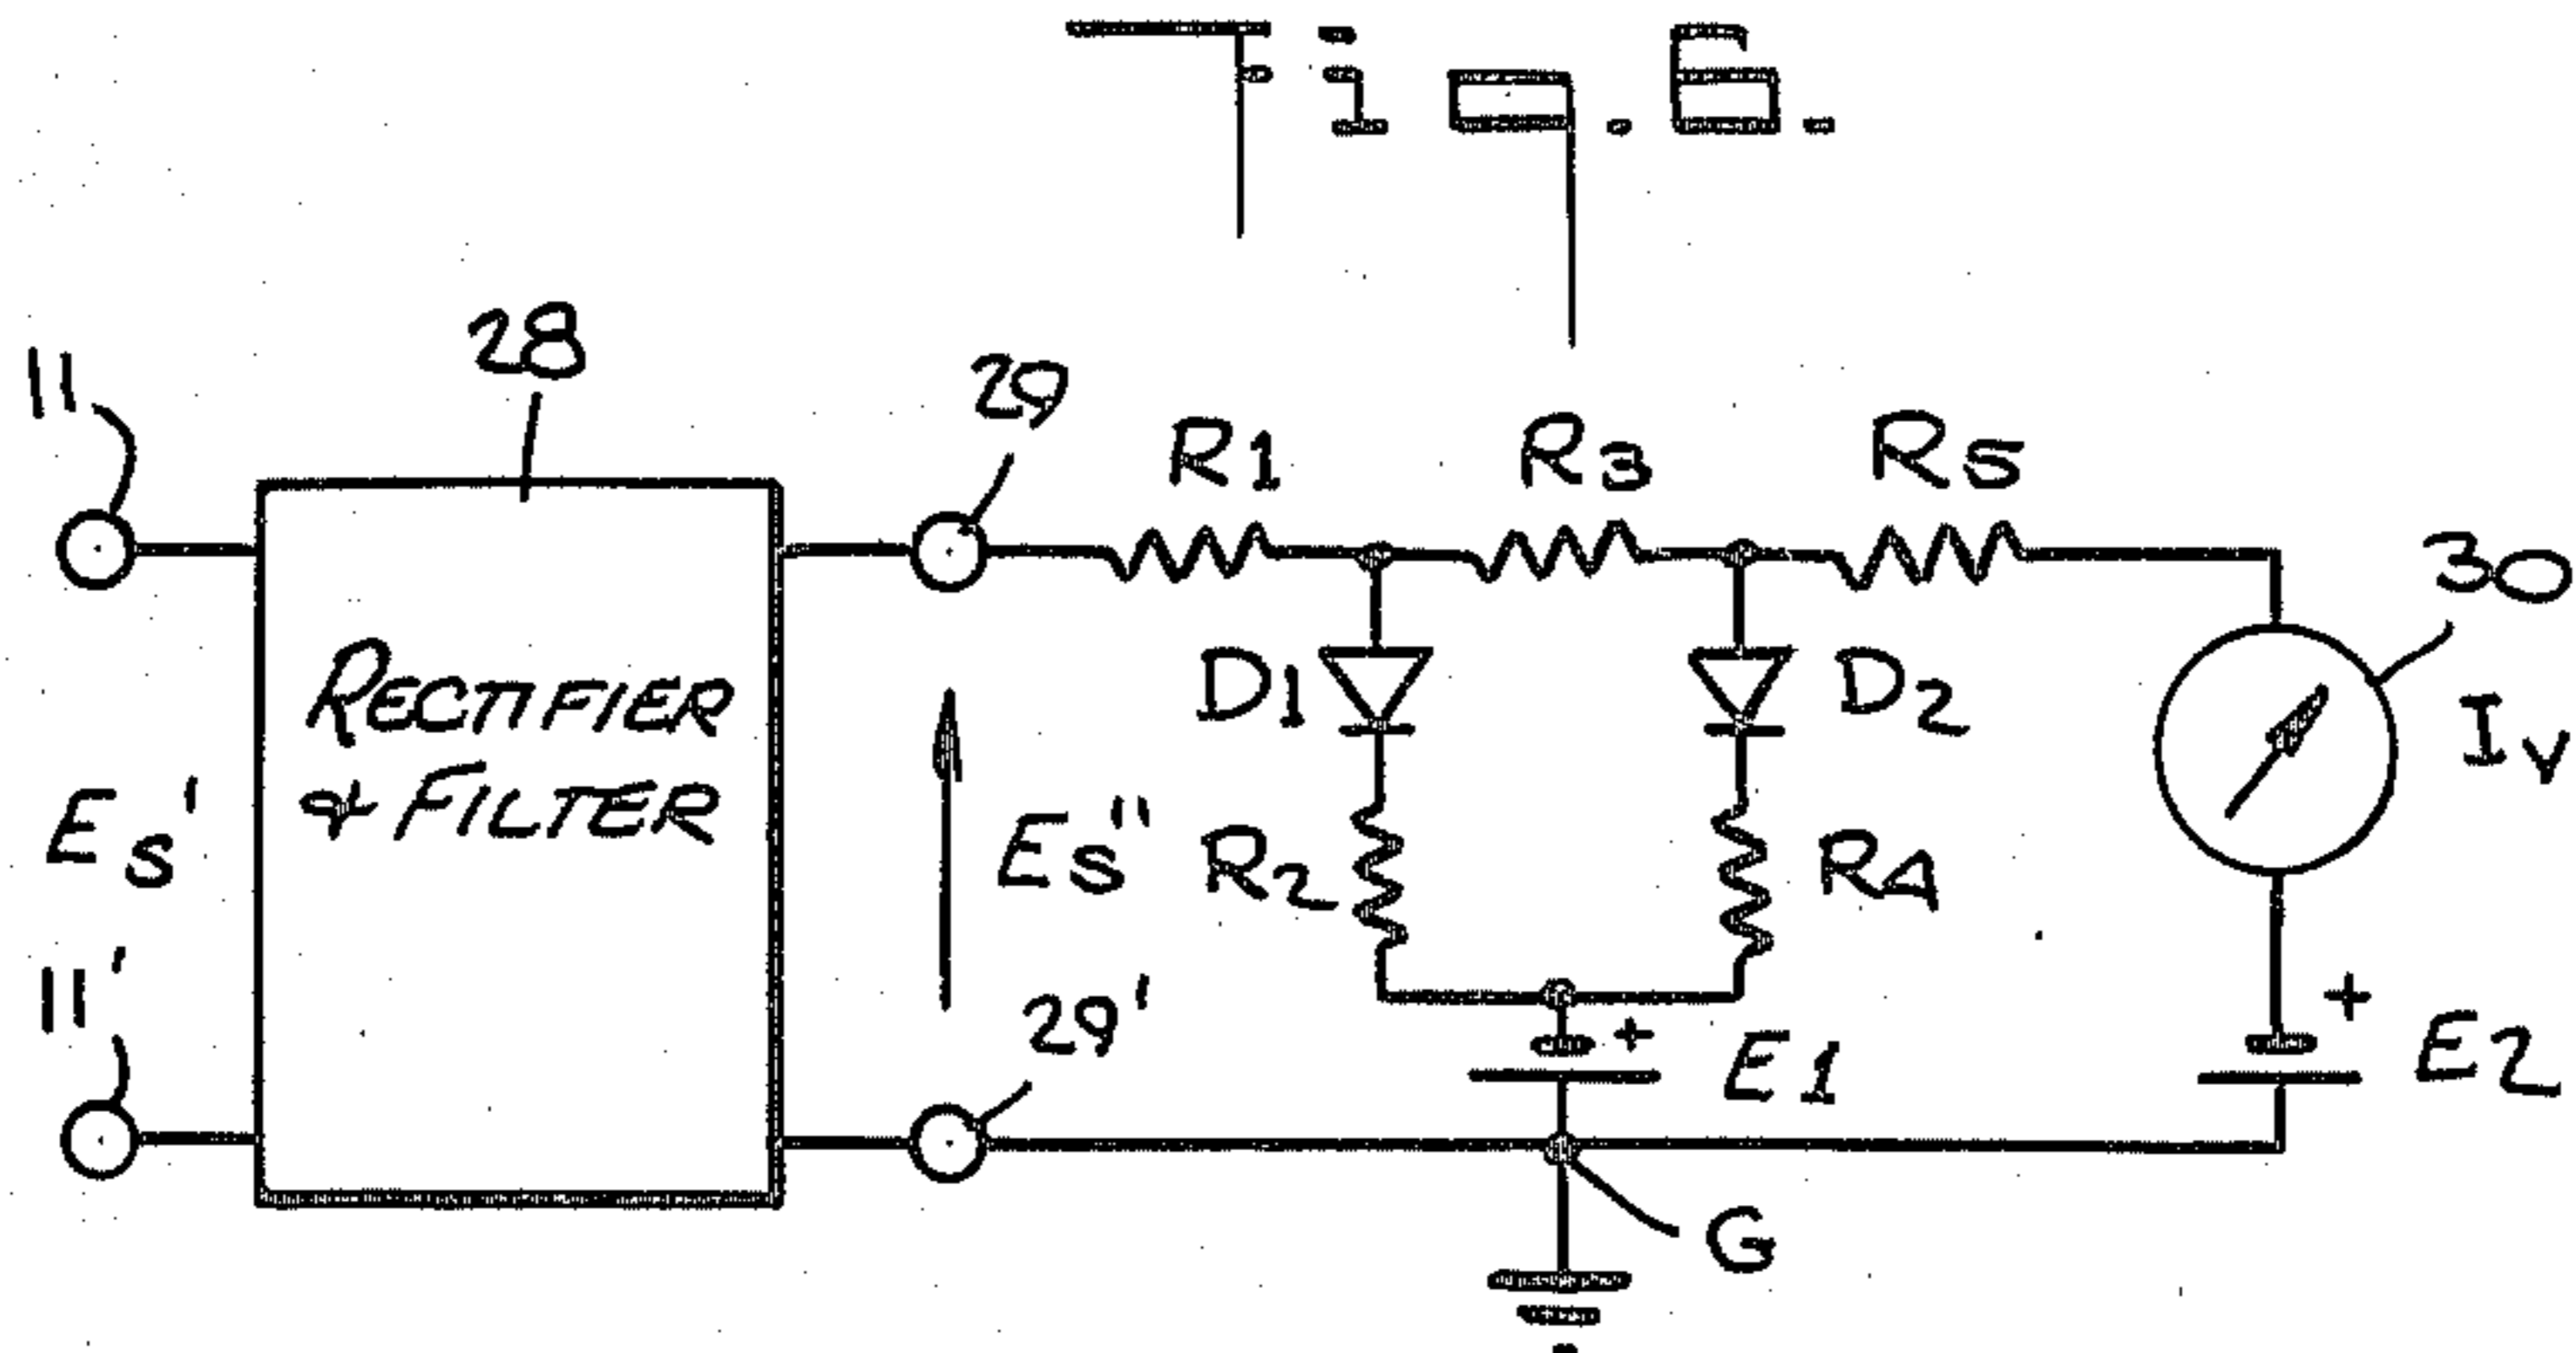 Fig. 6.
11
28
29
R1
R3
R5
30
RECTIFIER
& FILTER
D1
D2
Iv
Es'
Es"
R2
R4
11'
29'
+
E1
+
E2
G